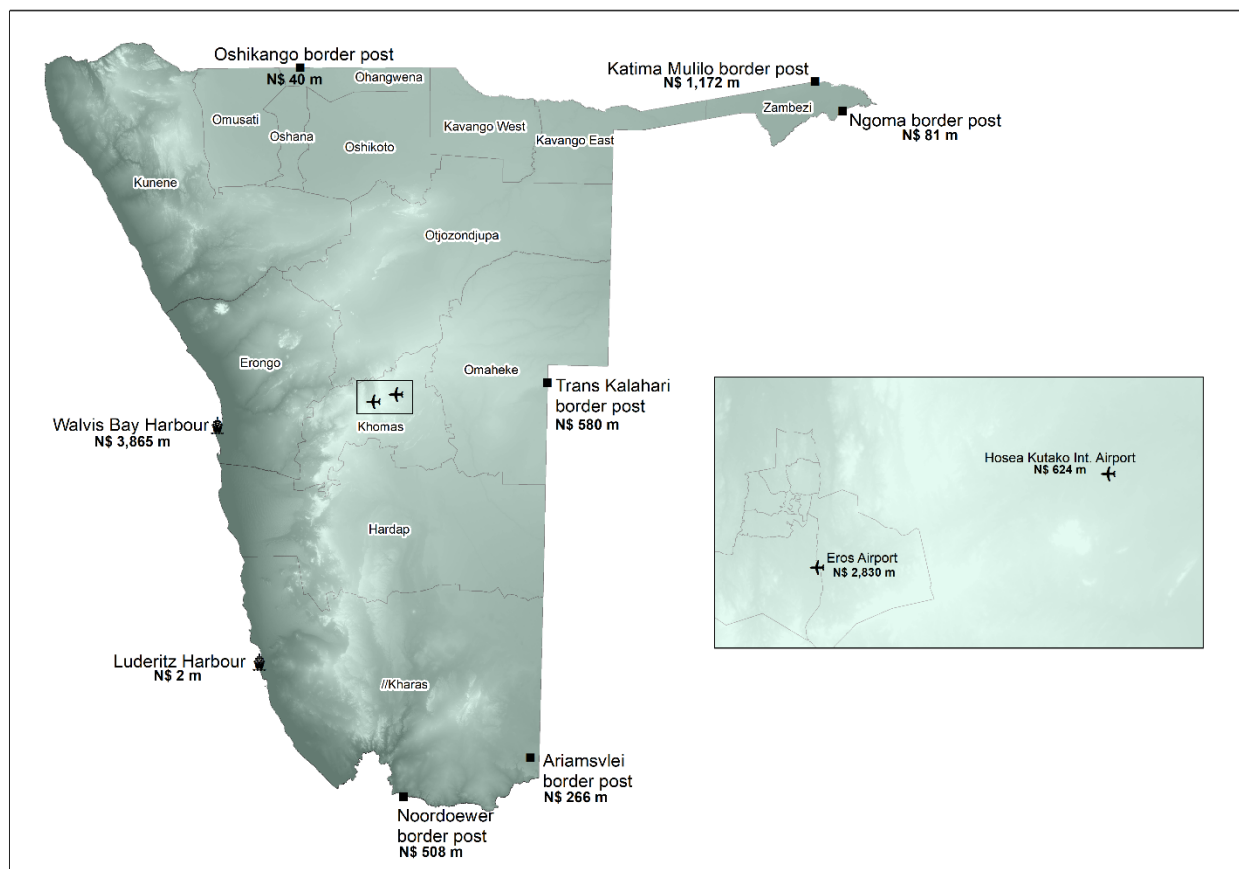 Oshikango border post
N$ 40 m
Ohangwena
Katima Mulilo border post
N$ 1,172 m
Zambezi
Ngoma border post
N$ 81 m
Omusati
Oshana
Oshikoto
Kavango West
Kavango East
Kunene
Otjozondjupa
Erongo
Omaheke
Trans Kalahari
border post
N$ 580 m
Walvis Bay Harbour
N$ 3,865 m
Khomas
Hosea Kutako Int. Airport
N$ 624 m
Eros Airport
N$ 2,830 m
Hardap
Luderitz Harbour
N$ 2 m
//Kharas
Ariamsvlei
border post
N$ 266 m
Noordoewer
border post
N$ 508 m